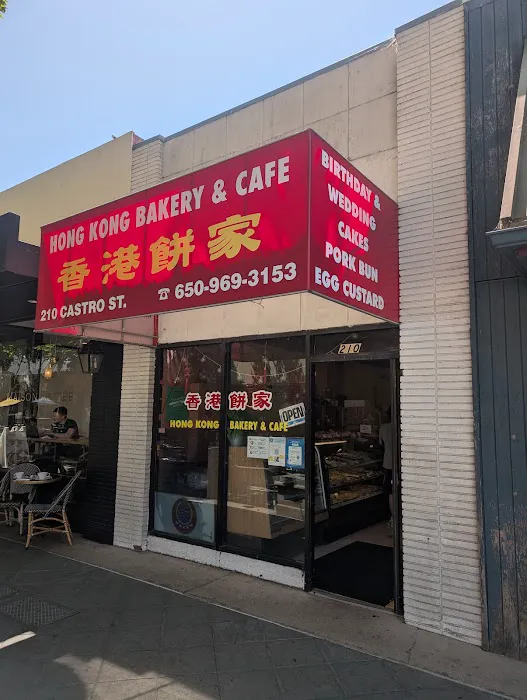 HONG KONG BAKERY & CAFE
香港餅家
210 CASTRO ST. ☎ 650-969-3153
BIRTHDAY &
WEDDING
CAKES
PORK BUN
EGG CUSTARD
210
香港餅家
OPEN
HONG KONG BAKERY & CAFE